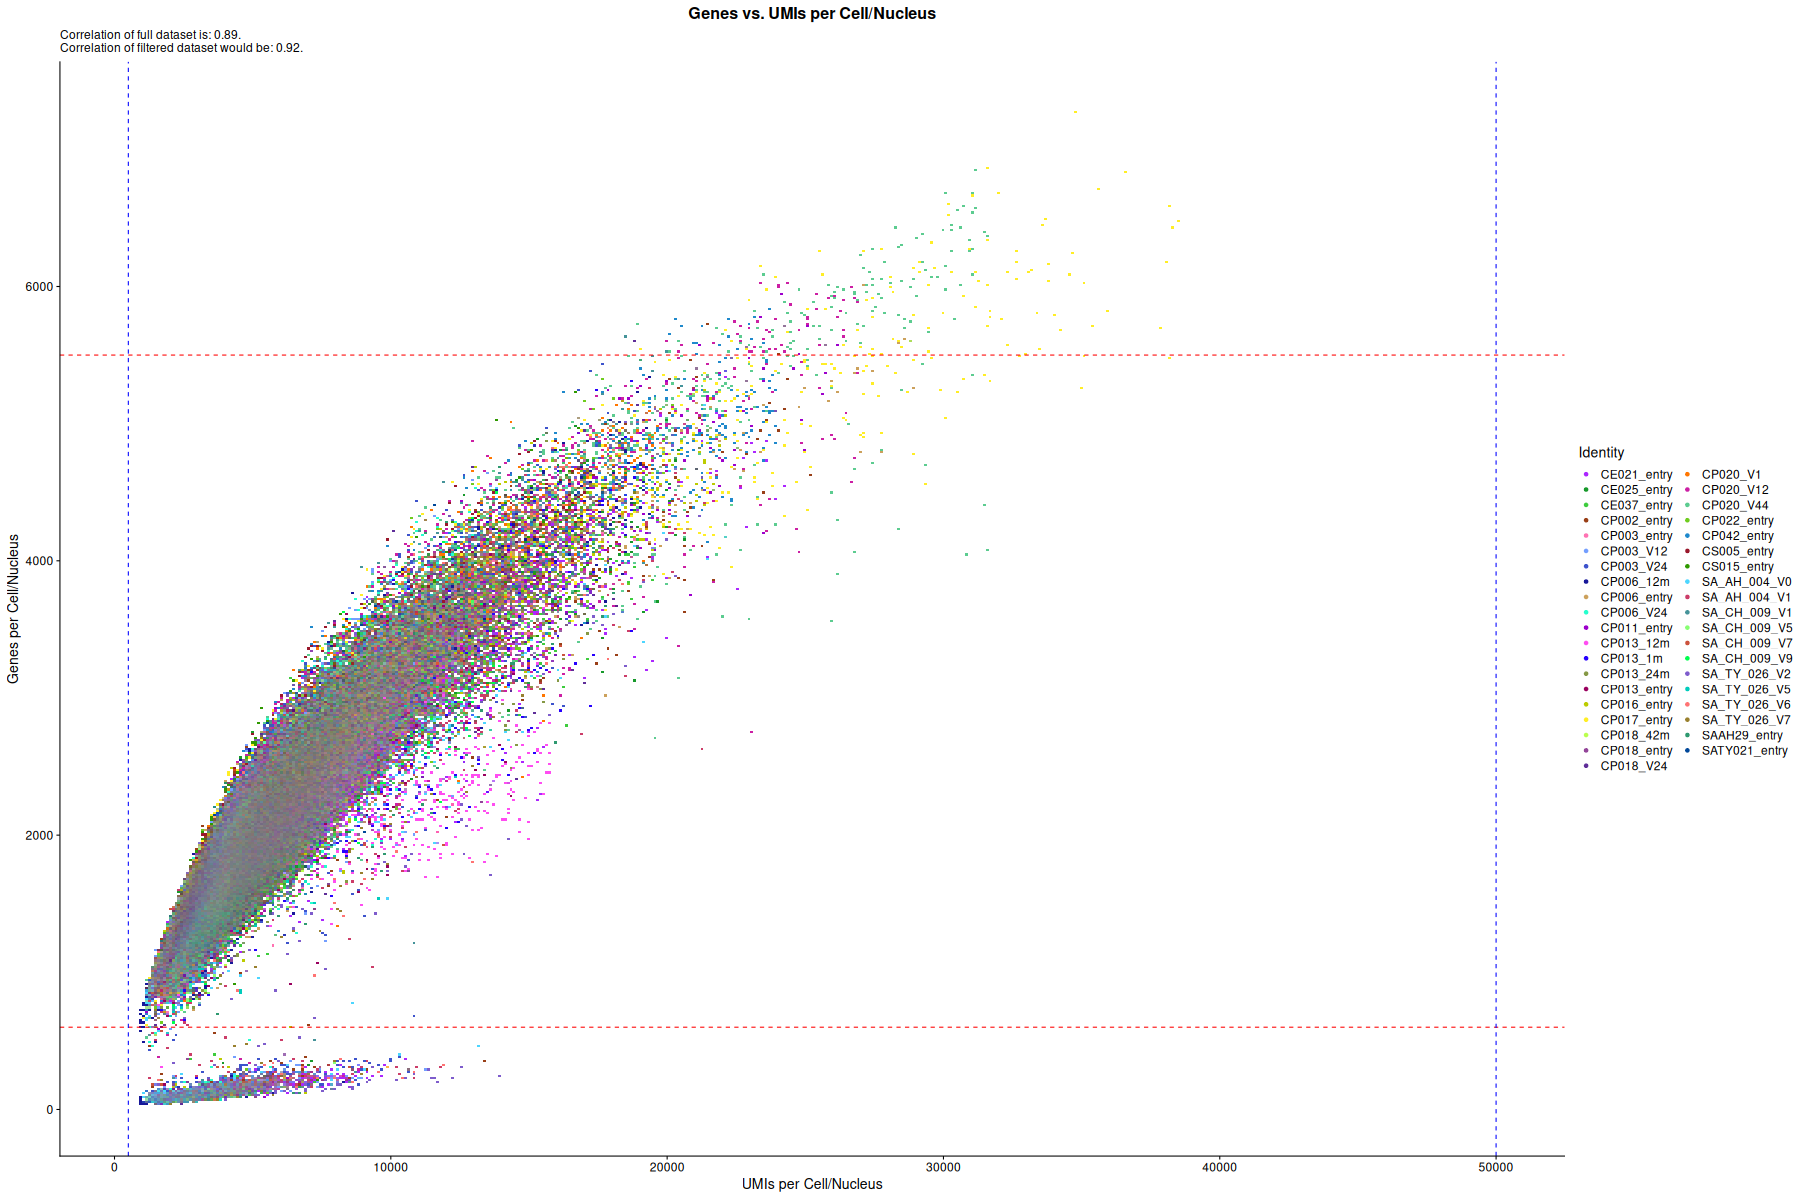 Genes vs. UMIs per Cell/Nucleus
Correlation of full dataset is: 0.89.
Correlation of filtered dataset would be: 0.92.
Genes per Cell/Nucleus
6000
4000
2000
0
0
10000
20000
30000
40000
50000
UMIs per Cell/Nucleus
Identity
CE021_entry
CE025_entry
CE037_entry
CP002_entry
CP003_entry
CP003_V12
CP003_V24
CP006_12m
CP006_entry
CP006_V24
CP011_entry
CP013_12m
CP013_1m
CP013_24m
CP013_entry
CP016_entry
CP017_entry
CP018_42m
CP018_entry
CP018_V24
CP020_V1
CP020_V12
CP020_V44
CP022_entry
CP042_entry
CS005_entry
CS015_entry
SA_AH_004_V0
SA_AH_004_V1
SA_CH_009_V1
SA_CH_009_V5
SA_CH_009_V7
SA_CH_009_V9
SA_TY_026_V2
SA_TY_026_V5
SA_TY_026_V6
SA_TY_026_V7
SAAH29_entry
SATY021_entry